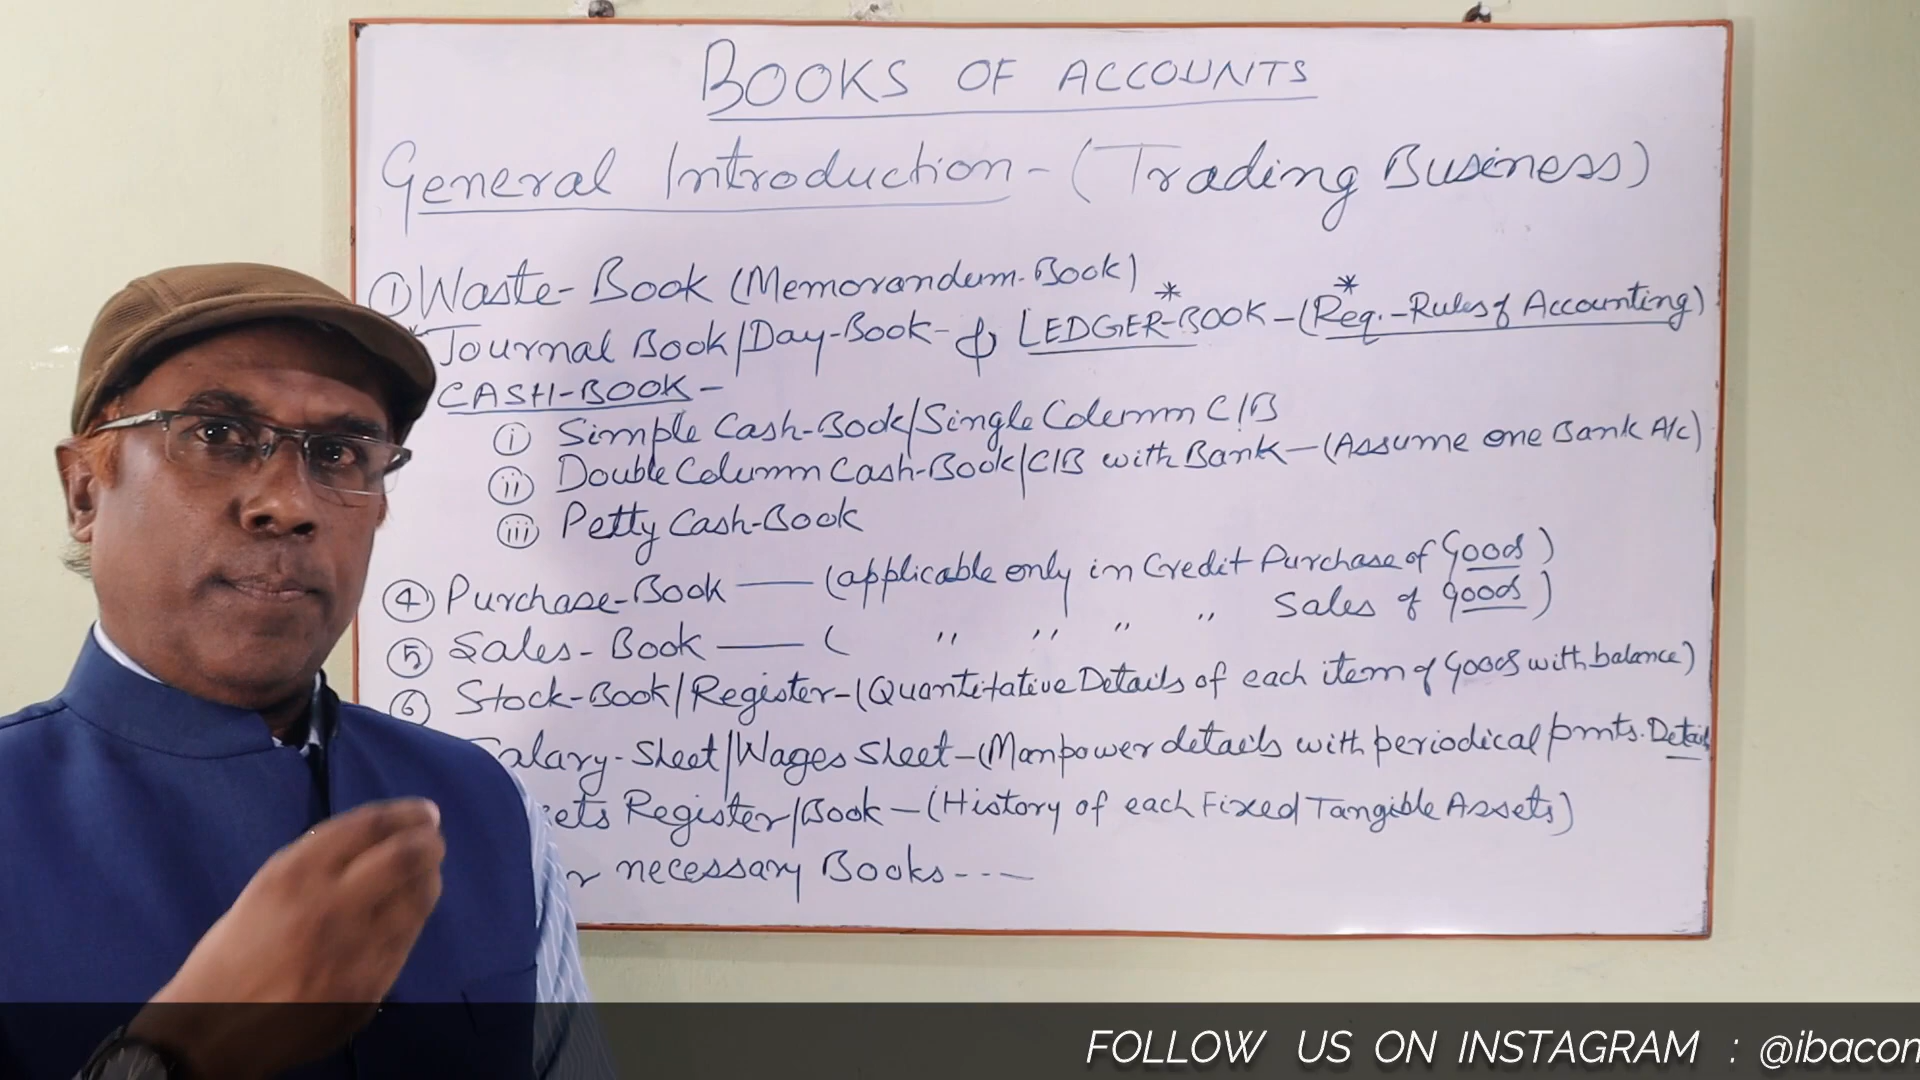 BOOKS OF ACCOUNTS
General Introduction - (Trading Business)
① Waste-Book (Memorandum-Book)
* Journal Book/Day-Book - & LEDGER-BOOK* - (Req.*-Rules of Accounting)
CASH-BOOK -
(i) Simple Cash-Book/Single Column C/B
(ii) Double Column Cash-Book/C/B with Bank - (Assume one Bank A/c)
(iii) Petty Cash-Book
④ Purchase-Book — (applicable only in Credit Purchase of Goods)
⑤ Sales-Book — ( " " " " Sales of goods)
⑥ Stock-Book/Register - (Quantitative Details of each item of Goods with balance)
Salary-Sheet/Wages Sheet - (Manpower details with periodical pmts. Detail
ets Register/Book - (History of each Fixed Tangible Assets)
r necessary Books ----
FOLLOW US ON INSTAGRAM : @ibacon